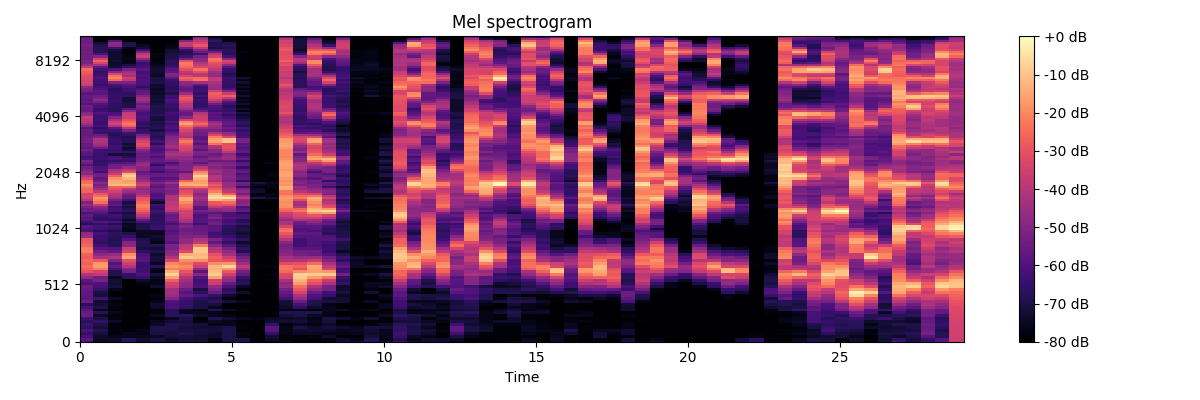 Mel spectrogram
+0 dB
8192
-10 dB
4096
-20 dB
-30 dB
2048
Hz
-40 dB
1024
-50 dB
512
-60 dB
-70 dB
0
-80 dB
0 5 10 15 20 25
Time